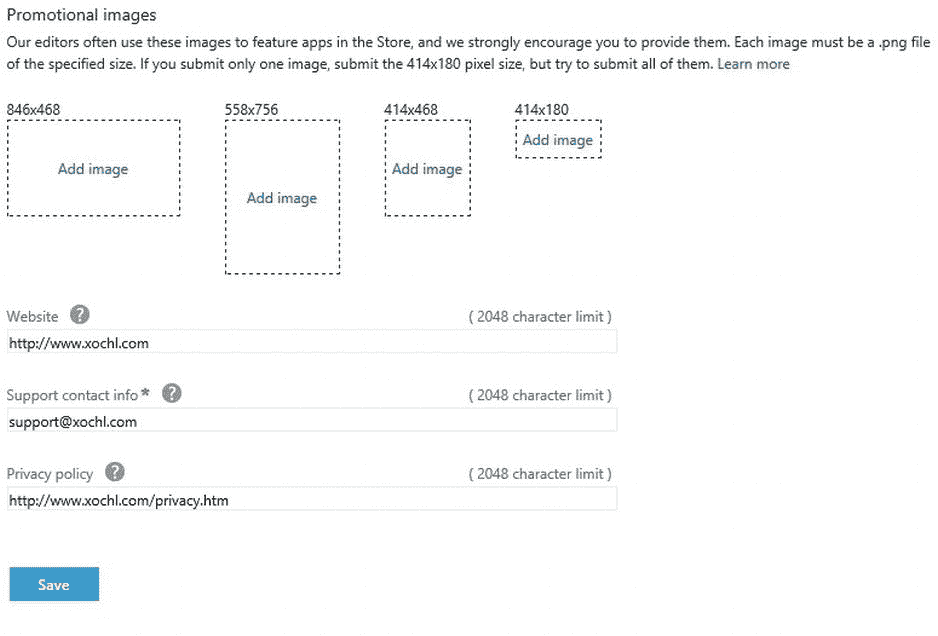 Promotional images
Our editors often use these images to feature apps in the Store, and we strongly encourage you to provide them. Each image must be a .png file
of the specified size. If you submit only one image, submit the 414x180 pixel size, but try to submit all of them. Learn more
846x468 558x756 414x468 414x180
Add image
Add image
Add image
Add image
Website ? ( 2048 character limit )
http://www.xochl.com
Support contact info * ? ( 2048 character limit )
support@xochl.com
Privacy policy ? ( 2048 character limit )
http://www.xochl.com/privacy.htm
Save